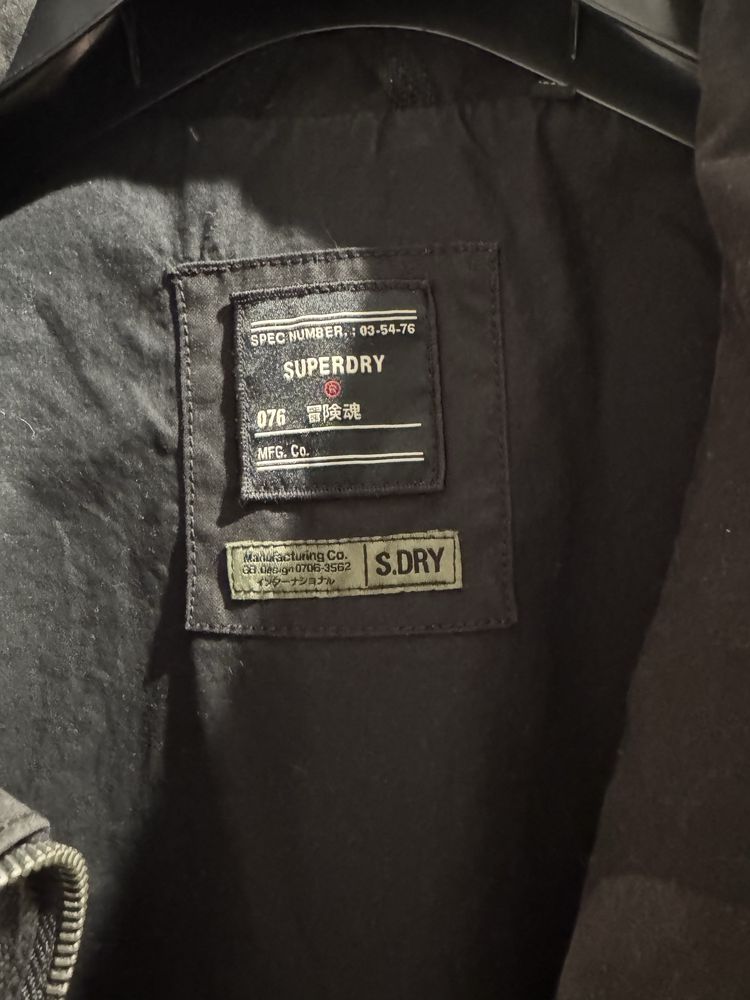 SPEC NUMBER. : 03-54-76
SUPERDRY
®
076 冒険魂
MFG. Co.
Manufacturing Co.
GB.design 0706-3562
インターナショナル
S.DRY